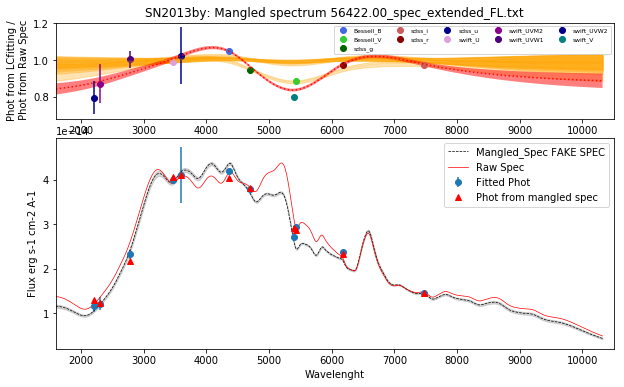 SN2013by: Mangled spectrum 56422.00_spec_extended_FL.txt
Phot from LCfitting /
Phot from Raw Spec
1.2
1.0
0.8
Bessell_B
Bessell_V
sdss_g
sdss_i
sdss_r
sdss_u
swift_U
swift_UVM2
swift_UVW1
swift_UVW2
swift_V
2000 3000 4000 5000 6000 7000 8000 9000 10000
1e−14
Flux erg s-1 cm-2 A-1
4
3
2
1
Mangled_Spec FAKE SPEC
Raw Spec
Fitted Phot
Phot from mangled spec
2000 3000 4000 5000 6000 7000 8000 9000 10000
Wavelenght